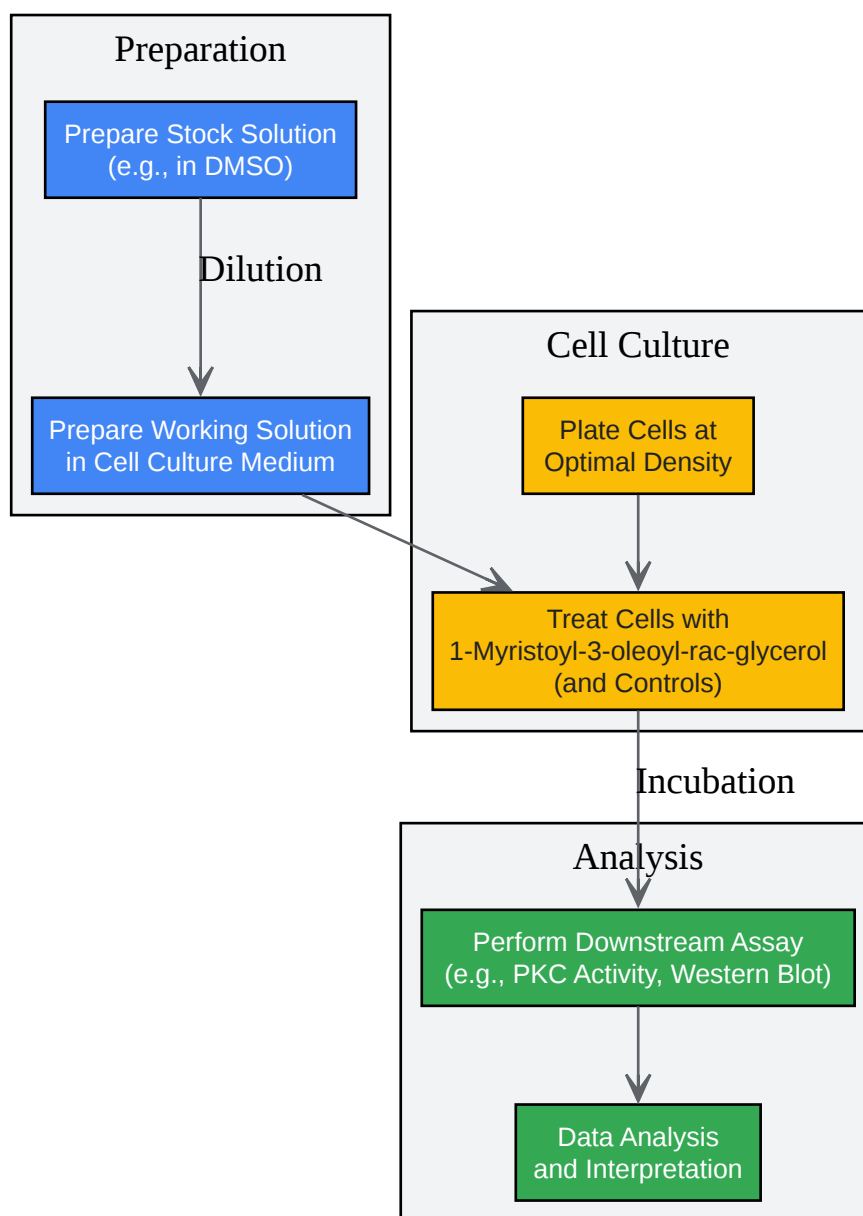 Preparation
Prepare Stock Solution
(e.g., in DMSO)
Dilution
Prepare Working Solution
in Cell Culture Medium
Cell Culture
Plate Cells at
Optimal Density
Treat Cells with
1-Myristoyl-3-oleoyl-rac-glycerol
(and Controls)
Incubation
Analysis
Perform Downstream Assay
(e.g., PKC Activity, Western Blot)
Data Analysis
and Interpretation